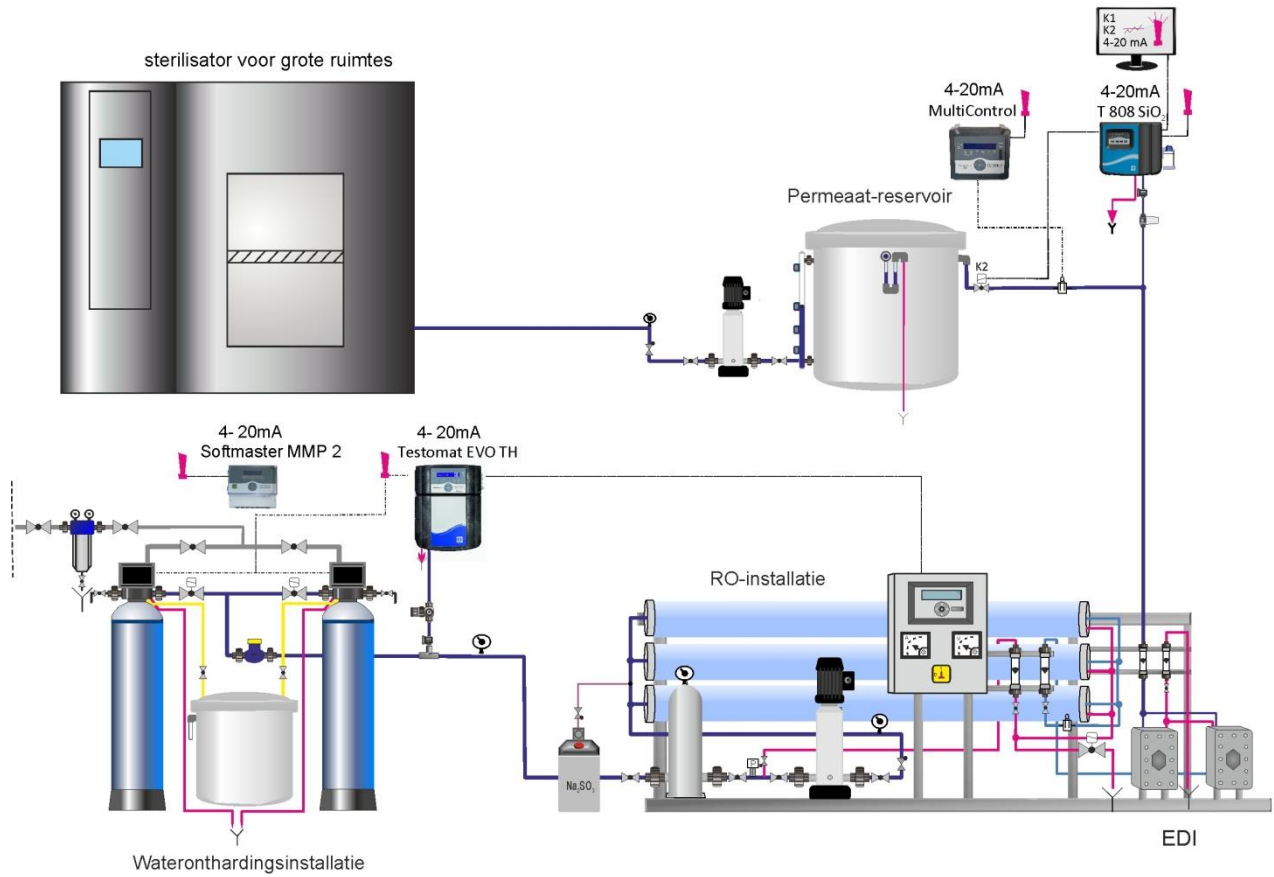 K1
K2
4-20 mA
sterilisator voor grote ruimtes
4-20mA
MultiControl
4-20mA
T 808 SiO₂
Permeaat-reservoir
Y
K2
4- 20mA
Softmaster MMP 2
4- 20mA
Testomat EVO TH
RO-installatie
P
Na₂SO₃
EDI
Wateronthardingsinstallatie